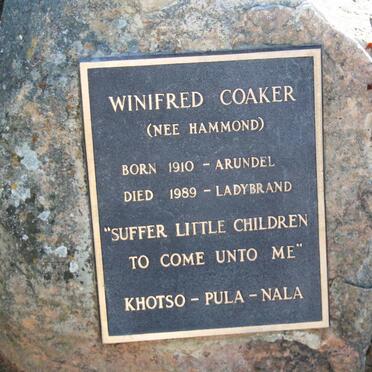 WINIFRED COAKER
(NEE HAMMOND)
BORN 1910 – ARUNDEL
DIED 1989 – LADYBRAND
"SUFFER LITTLE CHILDREN
TO COME UNTO ME"
KHOTSO – PULA – NALA